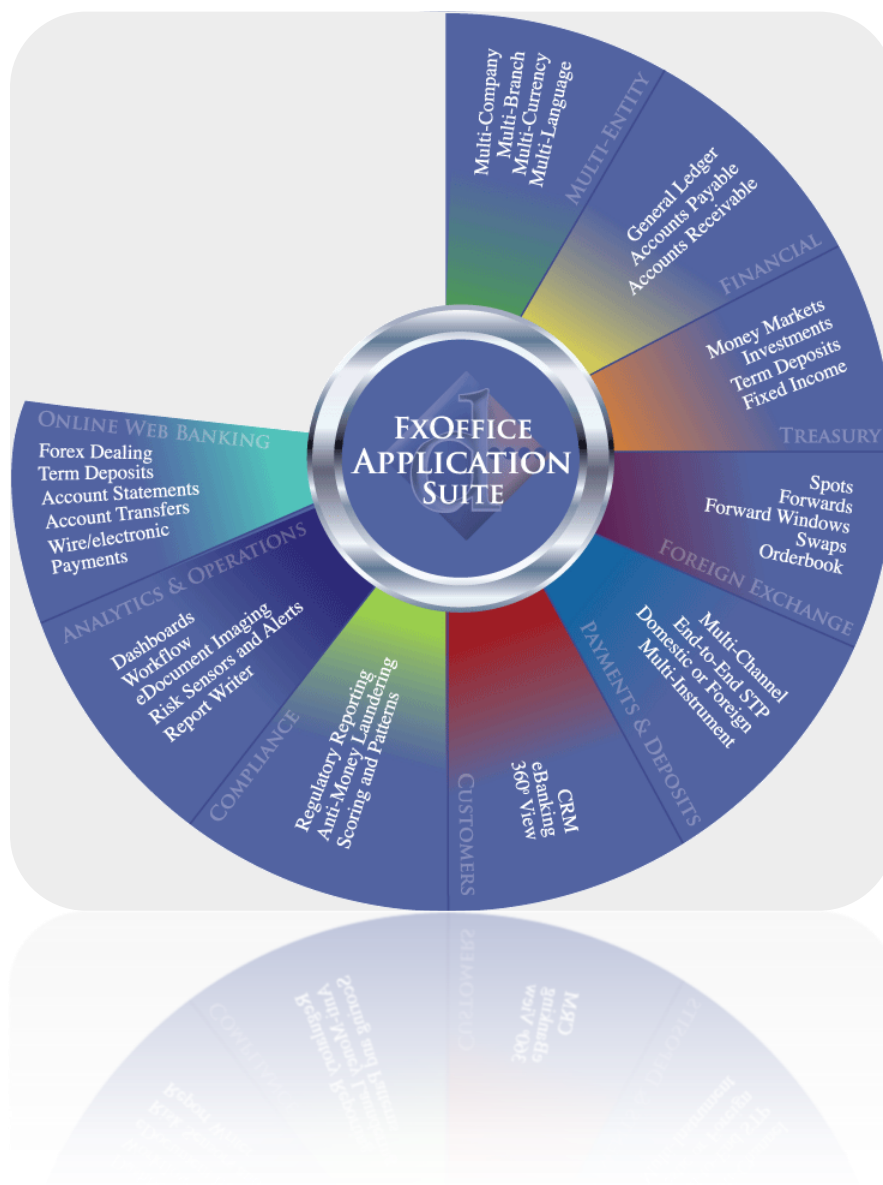 FxOffice
Application
Suite
Multi-Company
Multi-Branch
Multi-Currency
Multi-Language
Multi-Entity
General Ledger
Accounts Payable
Accounts Receivable
Financial
Money Markets
Investments
Term Deposits
Fixed Income
Treasury
Spots
Forwards
Forward Windows
Swaps
Orderbook
Foreign Exchange
Multi-Channel
End-to-End STP
Domestic or Foreign
Multi-Instrument
Payments & Deposits
CRM
eBanking
360º View
Customers
Regulatory Reporting
Anti-Money Laundering
Scoring and Patterns
Compliance
Dashboards
Workflow
eDocument Imaging
Risk Sensors and Alerts
Report Writer
Analytics & Operations
Online Web Banking
Forex Dealing
Term Deposits
Account Statements
Account Transfers
Wire/electronic
Payments